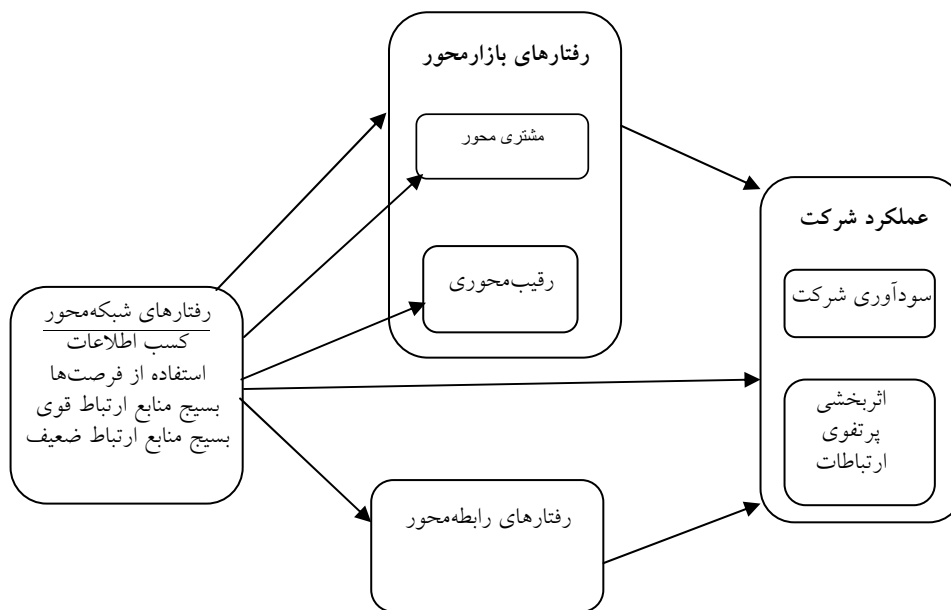 رفتارهای بازارمحور
مشتری محور
رقیب‌محوری
عملکرد شرکت
سودآوری شرکت
اثربخشی
پرتفوی
ارتباطات
رفتارهای شبکه‌محور
کسب اطلاعات
استفاده از فرصت‌ها
بسیج منابع ارتباط قوی
بسیج منابع ارتباط ضعیف
رفتارهای رابطه‌محور